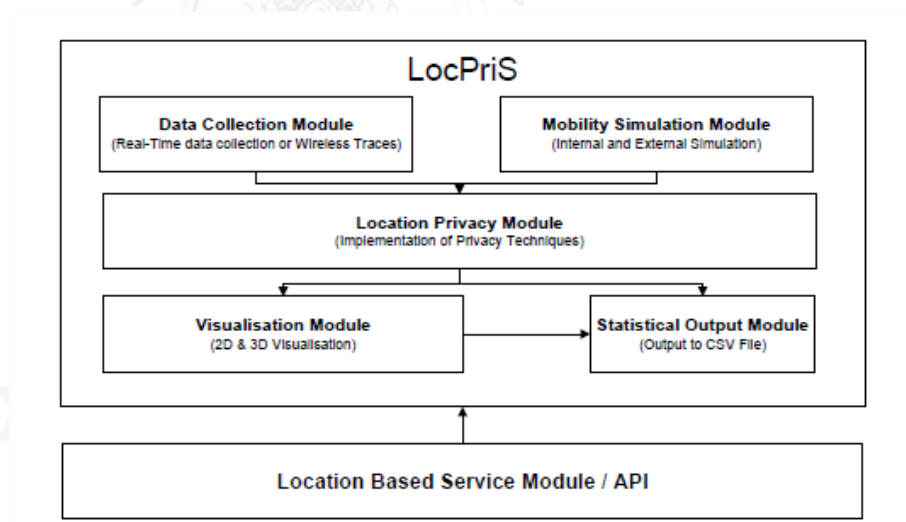 LocPriS
Data Collection Module
(Real-Time data collection or Wireless Traces)
Mobility Simulation Module
(Internal and External Simulation)
Location Privacy Module
(Implementation of Privacy Techniques)
Visualisation Module
(2D & 3D Visualisation)
Statistical Output Module
(Output to CSV File)
Location Based Service Module / API